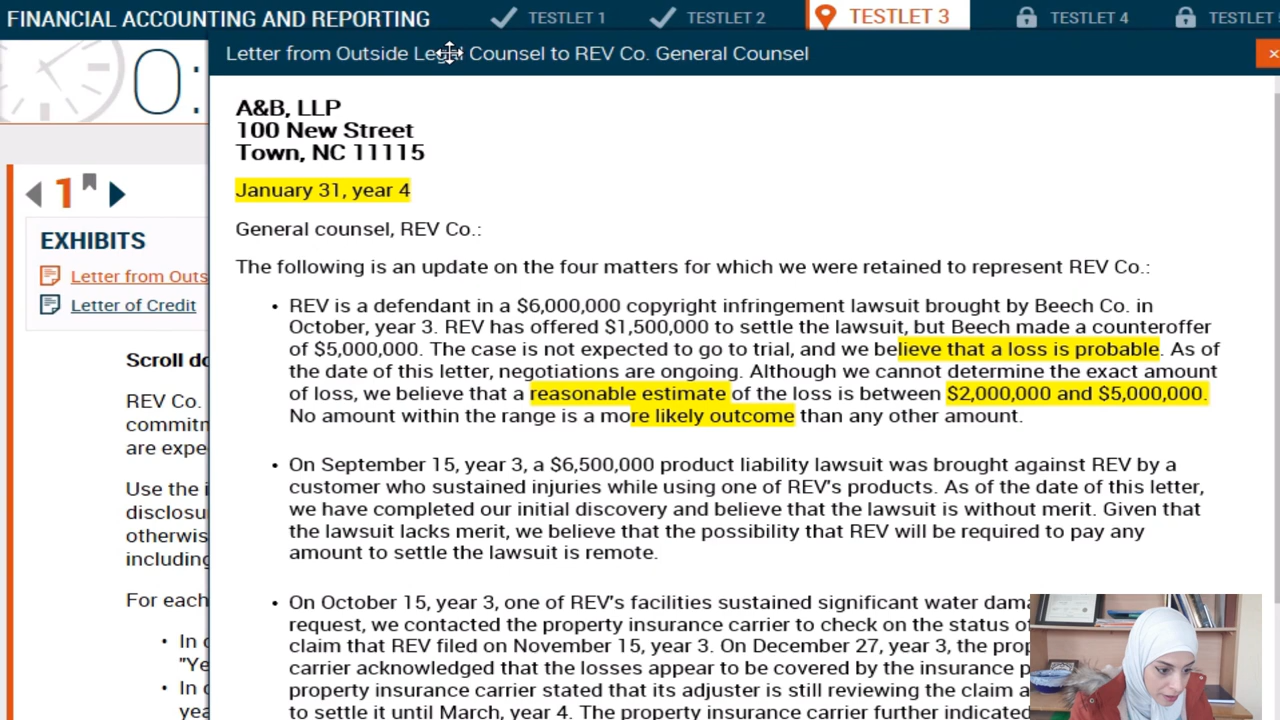 FINANCIAL ACCOUNTING AND REPORTING
TESTLET 1
TESTLET 2
TESTLET 3
TESTLET 4
TESTLET
Letter from Outside Legal Counsel to REV Co. General Counsel
0:
A&B, LLP
100 New Street
Town, NC 11115
January 31, year 4
General counsel, REV Co.:
The following is an update on the four matters for which we were retained to represent REV Co.:
• REV is a defendant in a $6,000,000 copyright infringement lawsuit brought by Beech Co. in
October, year 3. REV has offered $1,500,000 to settle the lawsuit, but Beech made a counteroffer
of $5,000,000. The case is not expected to go to trial, and we believe that a loss is probable. As of
the date of this letter, negotiations are ongoing. Although we cannot determine the exact amount
of loss, we believe that a reasonable estimate of the loss is between $2,000,000 and $5,000,000.
No amount within the range is a more likely outcome than any other amount.
• On September 15, year 3, a $6,500,000 product liability lawsuit was brought against REV by a
customer who sustained injuries while using one of REV's products. As of the date of this letter,
we have completed our initial discovery and believe that the lawsuit is without merit. Given that
the lawsuit lacks merit, we believe that the possibility that REV will be required to pay any
amount to settle the lawsuit is remote.
• On October 15, year 3, one of REV's facilities sustained significant water dama
request, we contacted the property insurance carrier to check on the status of
claim that REV filed on November 15, year 3. On December 27, year 3, the prop
carrier acknowledged that the losses appear to be covered by the insurance p
property insurance carrier stated that its adjuster is still reviewing the claim a
to settle it until March, year 4. The property insurance carrier further indicated
1
EXHIBITS
Letter from Outs
Letter of Credit
Scroll do
REV Co.
commitm
are expe
Use the i
disclosu
otherwis
including
For each
• In c
"Ye
• In c
yea